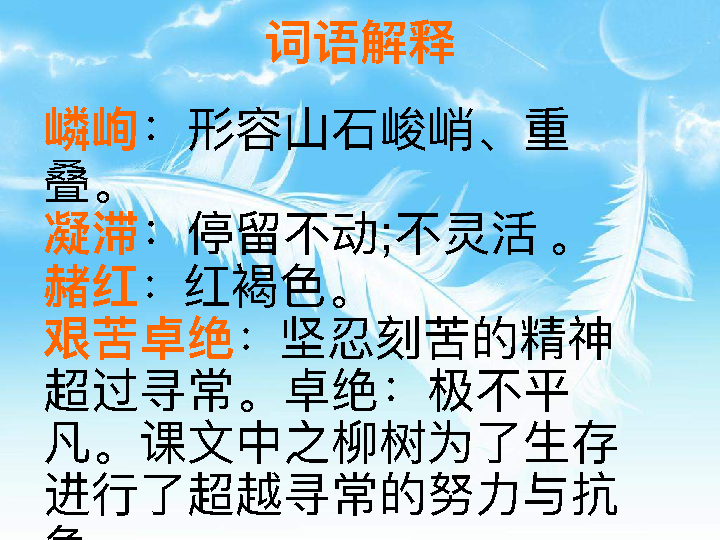 词语解释
嶙峋：形容山石峻峭、重
叠。
凝滞：停留不动;不灵活 。
赭红：红褐色。
艰苦卓绝：坚忍刻苦的精神
超过寻常。卓绝：极不平
凡。课文中之柳树为了生存
进行了超越寻常的努力与抗